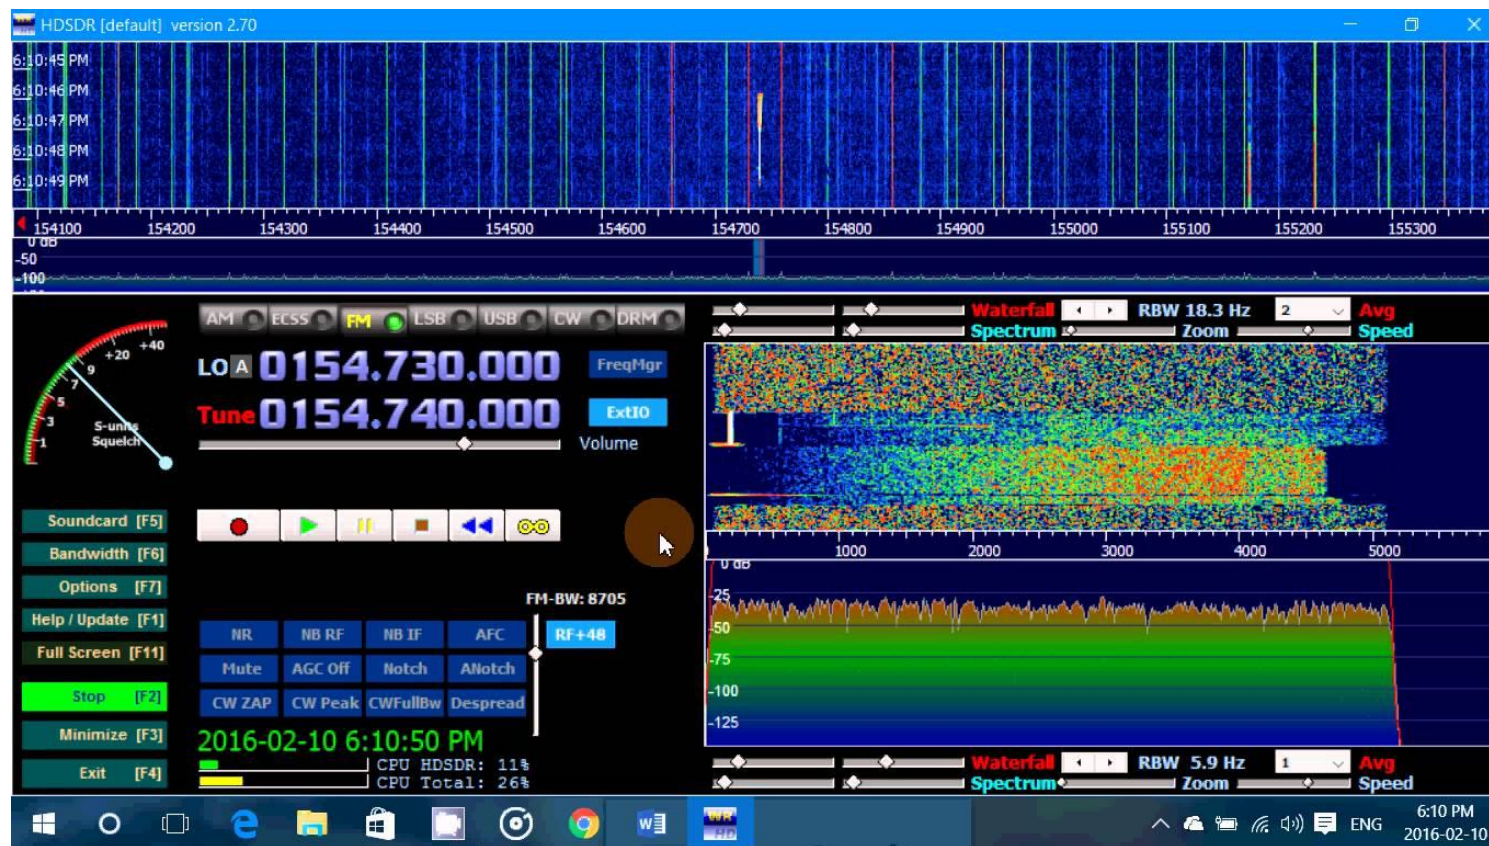 HDSDR [default] version 2.70
6:10:45 PM
6:10:46 PM
6:10:47 PM
6:10:48 PM
6:10:49 PM
154100 154200 154300 154400 154500 154600 154700 154800 154900 155000 155100 155200 155300
0 dB
-50
-100
AM ECSS FM LSB USB CW DRM
Waterfall RBW 18.3 Hz 2 Avg
Spectrum Zoom Speed
+40
+20
9
7
5
3
1
S-units
Squelch
LO A 0154.730.000 FreqMgr
Tune 0154.740.000 ExtIO
Volume
Soundcard [F5]
Bandwidth [F6]
Options [F7]
Help / Update [F1]
Full Screen [F11]
Stop [F2]
Minimize [F3]
Exit [F4]
FM-BW: 8705
NR NB RF NB IF AFC RF+48
Mute AGC Off Notch ANotch
CW ZAP CW Peak CWFullBw Despread
2016-02-10 6:10:50 PM
CPU HDSDR: 11%
CPU Total: 26%
1000 2000 3000 4000 5000
0 dB
-25
-50
-75
-100
-125
Waterfall RBW 5.9 Hz 1 Avg
Spectrum Zoom Speed
WR
HD
ENG
6:10 PM
2016-02-10